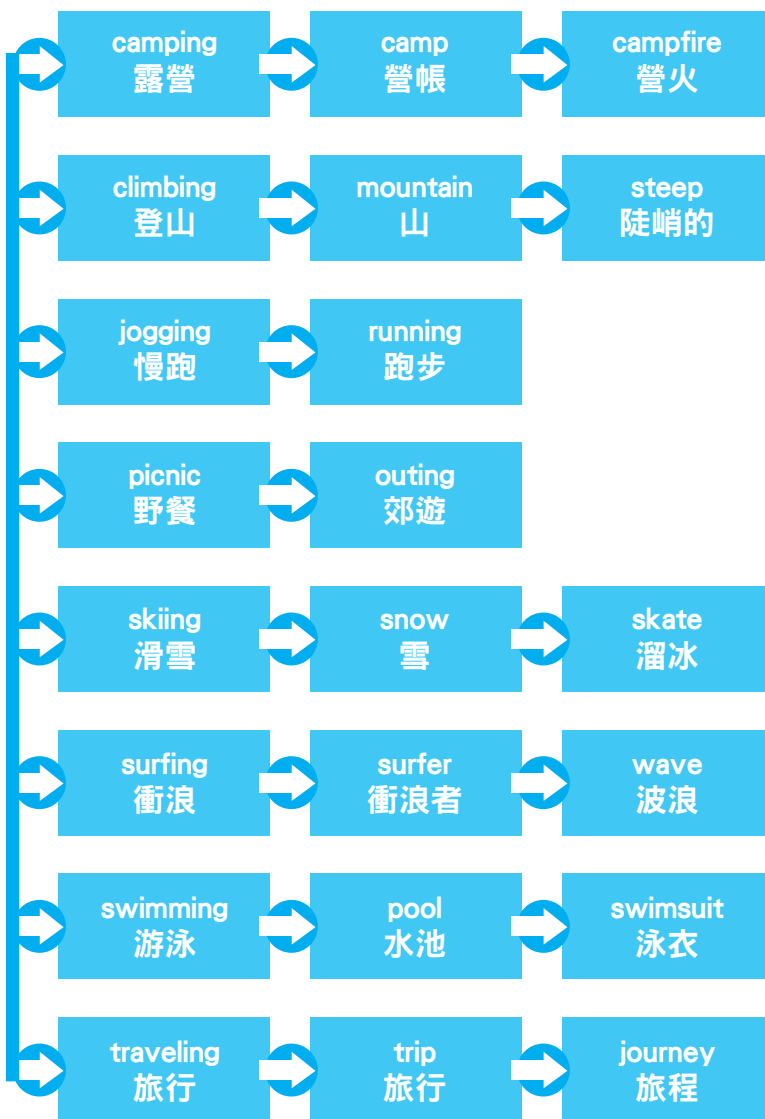 camping
露營
camp
營帳
campfire
營火
climbing
登山
mountain
山
steep
陡峭的
jogging
慢跑
running
跑步
picnic
野餐
outing
郊遊
skiing
滑雪
snow
雪
skate
溜冰
surfing
衝浪
surfer
衝浪者
wave
波浪
swimming
游泳
pool
水池
swimsuit
泳衣
traveling
旅行
trip
旅行
journey
旅程